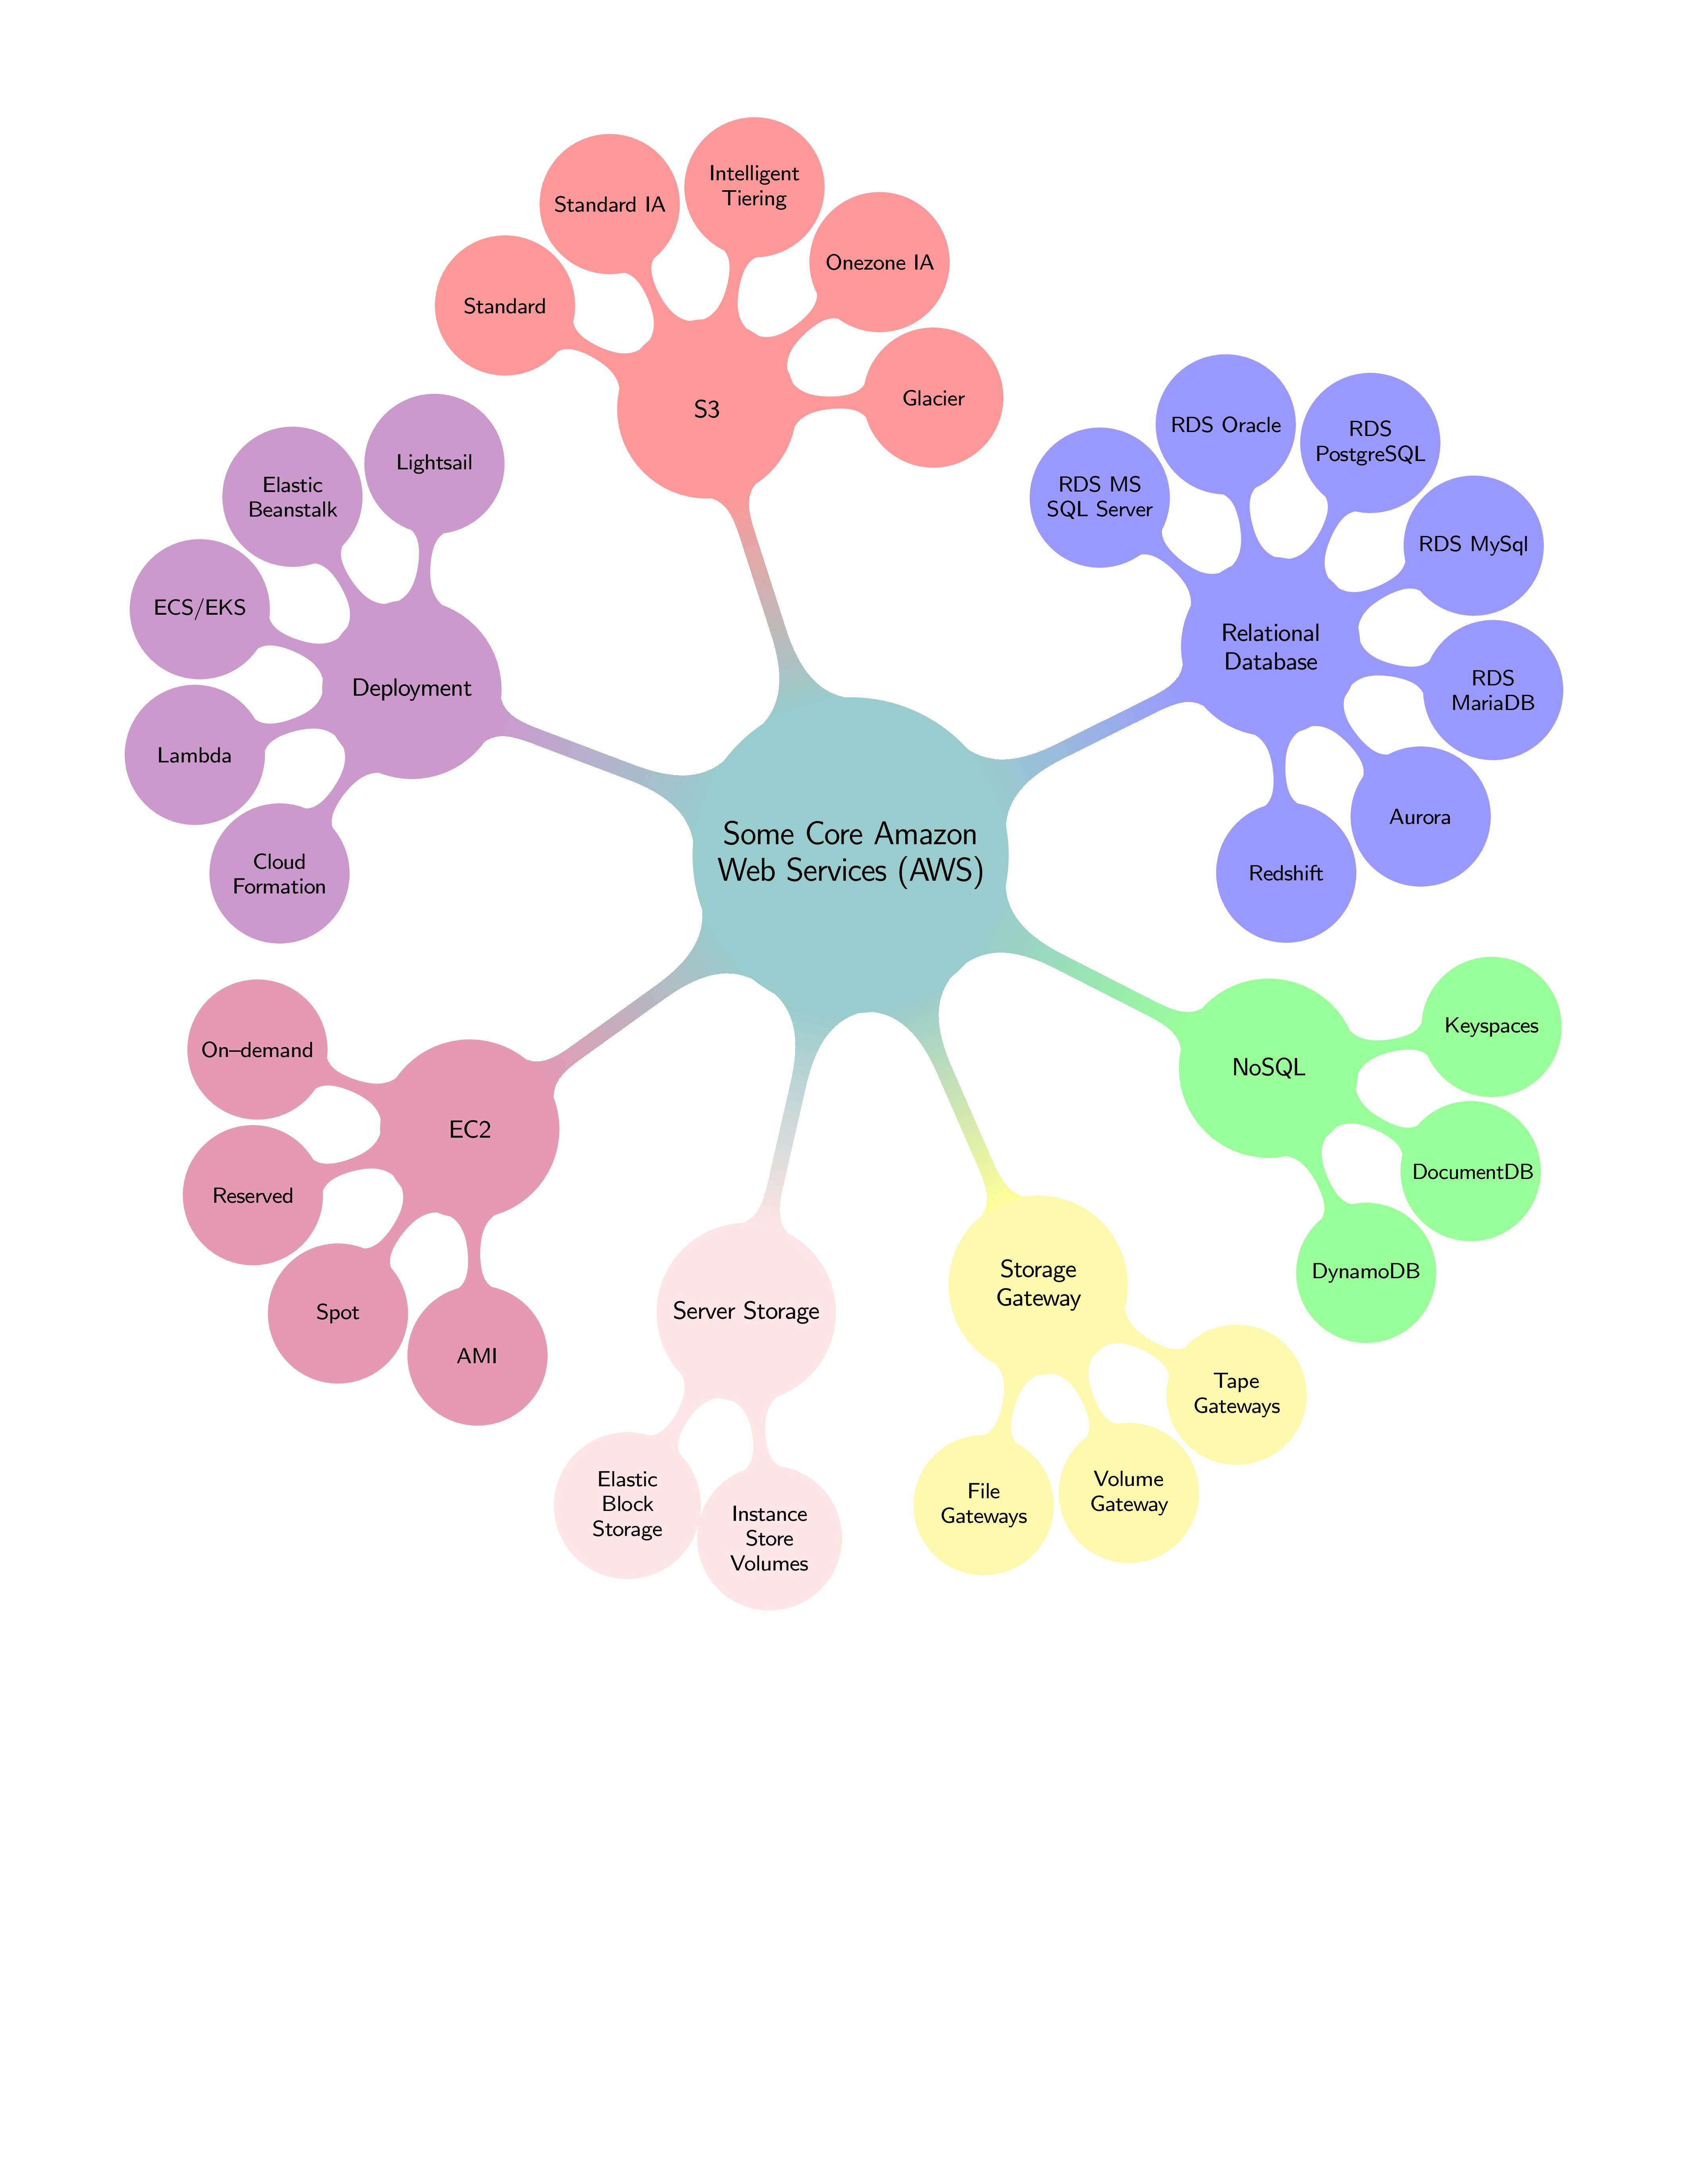 Some Core Amazon
Web Services (AWS)
S3
Standard
Standard IA
Intelligent
Tiering
Onezone IA
Glacier
Relational
Database
RDS MS
SQL Server
RDS Oracle
RDS
PostgreSQL
RDS MySql
RDS
MariaDB
Aurora
Redshift
NoSQL
Keyspaces
DocumentDB
DynamoDB
Storage
Gateway
Tape
Gateways
Volume
Gateway
File
Gateways
Server Storage
Instance
Store
Volumes
Elastic
Block
Storage
EC2
AMI
Spot
Reserved
On–demand
Deployment
Cloud
Formation
Lambda
ECS/EKS
Elastic
Beanstalk
Lightsail